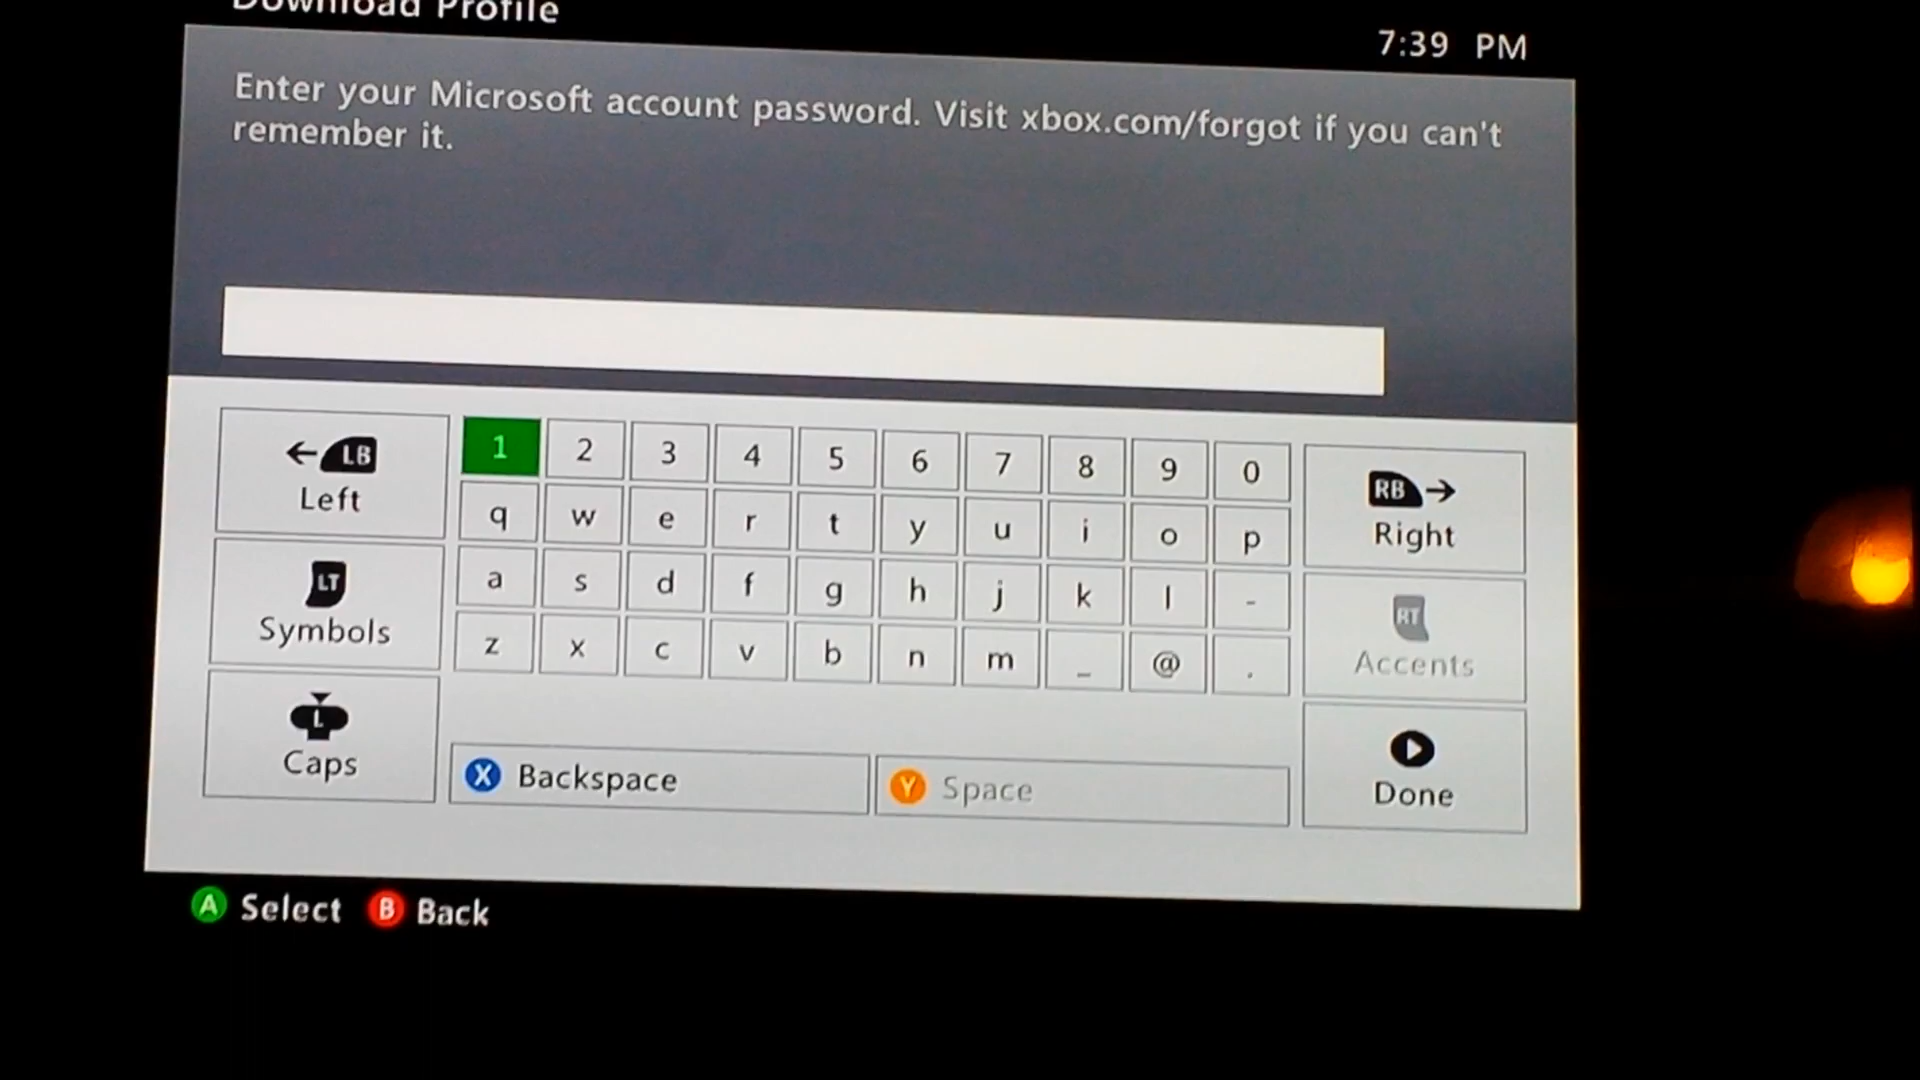 Download Profile
7:39 PM
Enter your Microsoft account password. Visit xbox.com/forgot if you can't
remember it.
LB
Left
1 2 3 4 5 6 7 8 9 0
RB
Right
q w e r t y u i o p
LT
Symbols
a s d f g h j k l -
RT
Accents
z x c v b n m _ @ .
L
Caps
X Backspace
Y Space
Done
A Select B Back